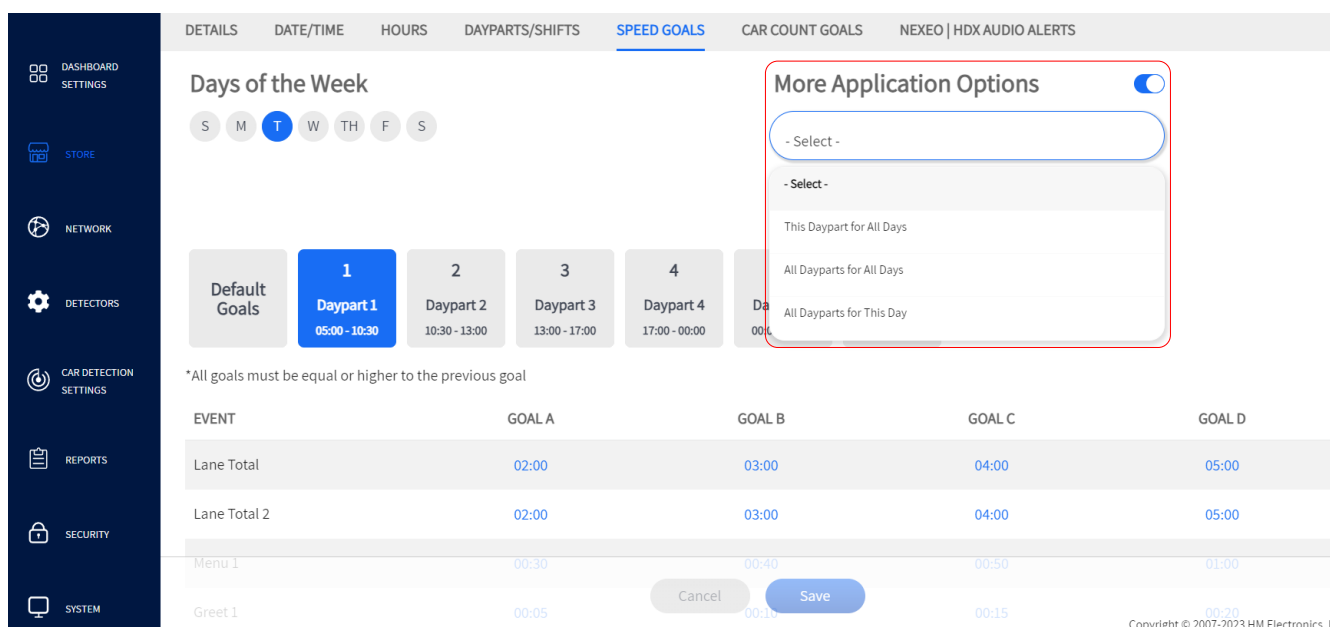 DETAILS DATE/TIME HOURS DAYPARTS/SHIFTS SPEED GOALS CAR COUNT GOALS NEXEO | HDX AUDIO ALERTS
DASHBOARD
SETTINGS
STORE
NETWORK
DETECTORS
CAR DETECTION
SETTINGS
REPORTS
SECURITY
SYSTEM
Days of the Week
S M T W TH F S
More Application Options
- Select -
- Select -
This Daypart for All Days
All Dayparts for All Days
All Dayparts for This Day
Default
Goals
1
Daypart 1
05:00 - 10:30
2
Daypart 2
10:30 - 13:00
3
Daypart 3
13:00 - 17:00
4
Daypart 4
17:00 - 00:00
*All goals must be equal or higher to the previous goal
EVENT GOAL A GOAL B GOAL C GOAL D
Lane Total 02:00 03:00 04:00 05:00
Lane Total 2 02:00 03:00 04:00 05:00
Menu 1 00:30 00:40 00:50 01:00
Greet 1 00:05 00:10 00:15 00:20
Cancel Save
Copyright © 2007-2023 HM Electronics,